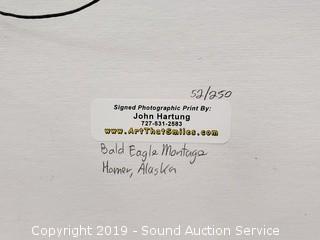 52/250
Signed Photographic Print By:
John Hartung
727-531-2583
www.ArtThatSmiles.com
Bald Eagle Montage
Homer, Alaska
Copyright 2019 - Sound Auction Service